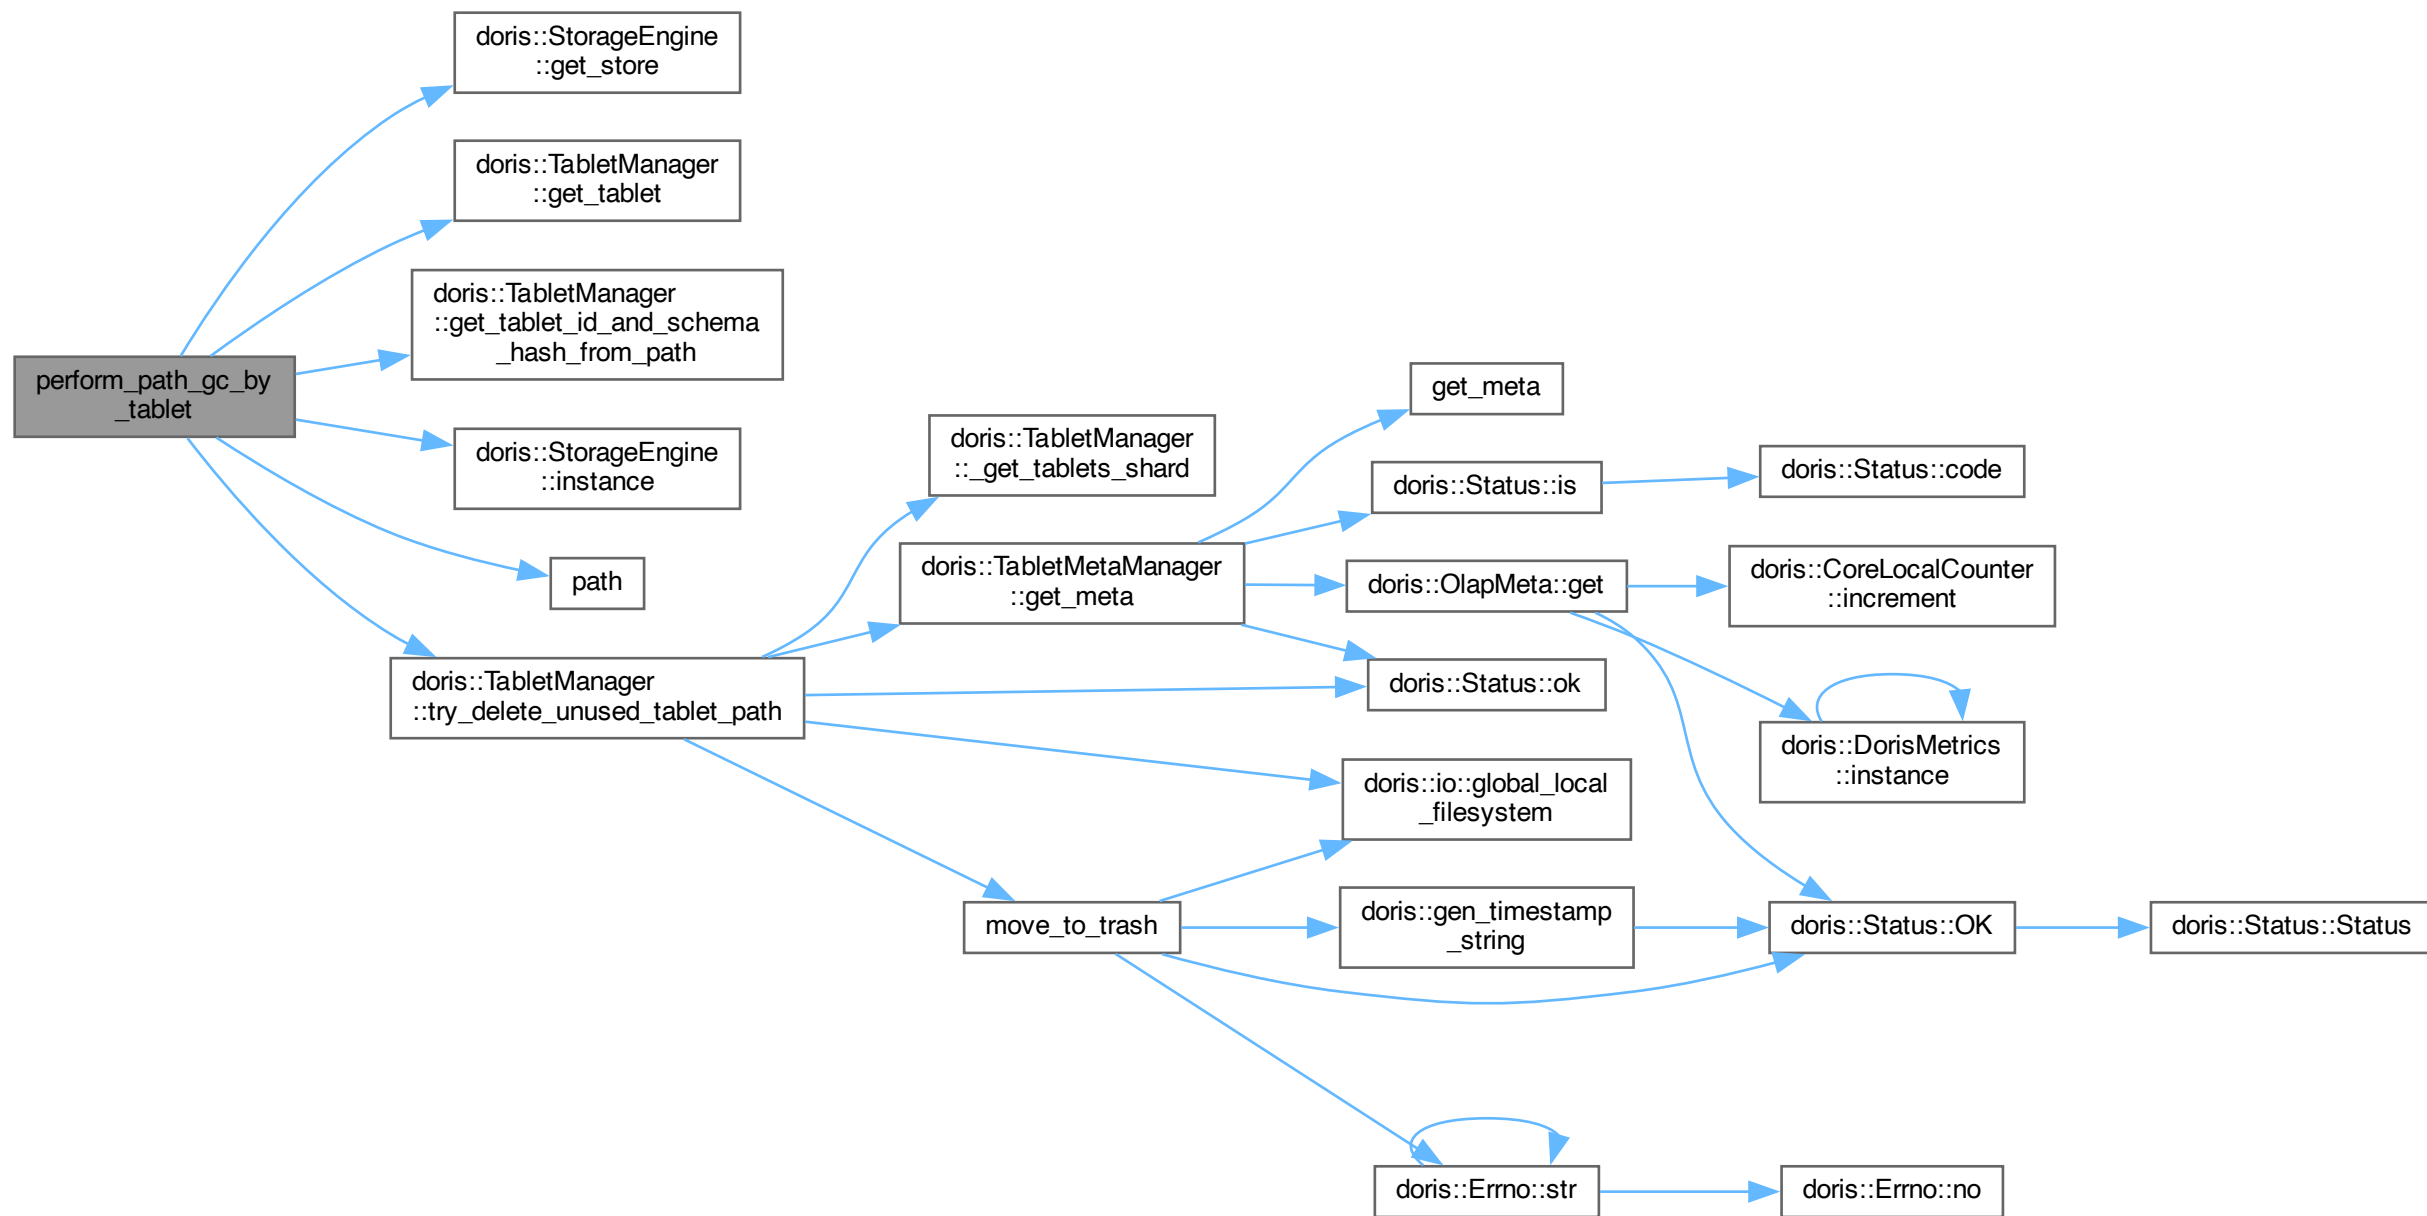 doris::StorageEngine
::get_store
doris::TabletManager
::get_tablet
doris::TabletManager
::get_tablet_id_and_schema
_hash_from_path
perform_path_gc_by
_tablet
doris::StorageEngine
::instance
path
doris::TabletManager
::try_delete_unused_tablet_path
doris::TabletManager
::_get_tablets_shard
doris::TabletMetaManager
::get_meta
move_to_trash
get_meta
doris::Status::is
doris::OlapMeta::get
doris::Status::ok
doris::io::global_local
_filesystem
doris::gen_timestamp
_string
doris::Errno::str
doris::Status::code
doris::CoreLocalCounter
::increment
doris::DorisMetrics
::instance
doris::Status::OK
doris::Errno::no
doris::Status::Status